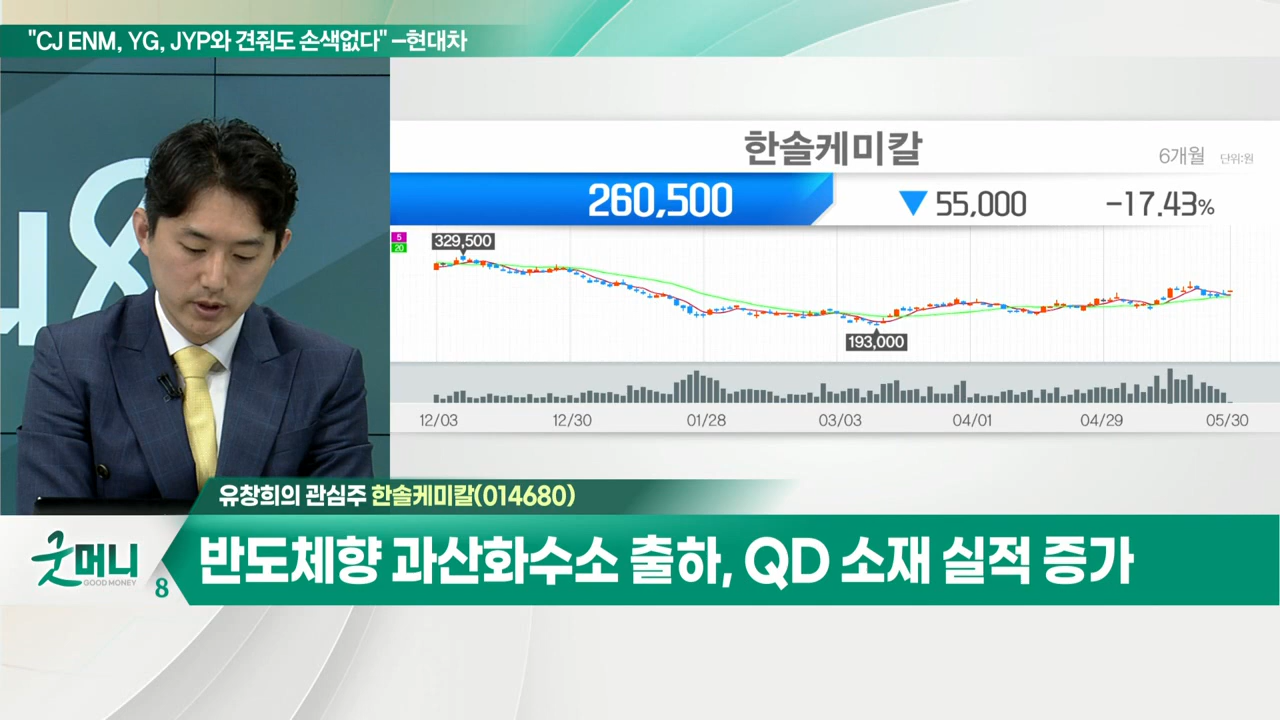 "CJ ENM, YG, JYP와 견줘도 손색없다" -현대차
한솔케미칼
6개월 단위:원
260,500 ▼ 55,000 -17.43%
5
20
329,500
193,000
12/03 12/30 01/28 03/03 04/01 04/29 05/30
유창희의 관심주 한솔케미칼(014680)
반도체향 과산화수소 출하, QD 소재 실적 증가
굿머니
GOOD MONEY
8